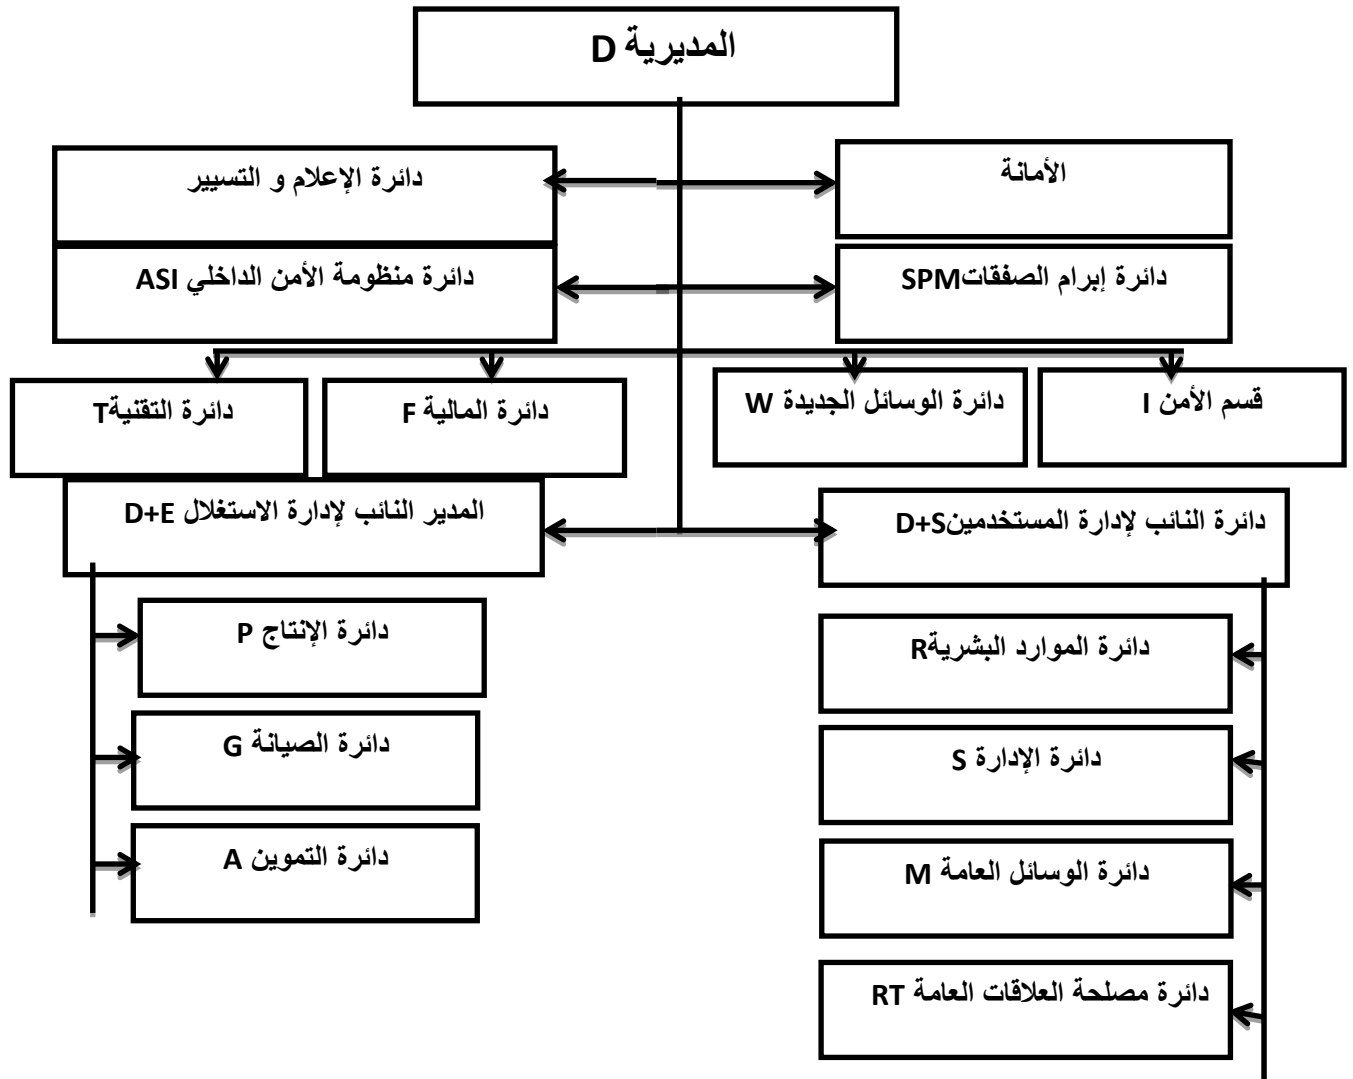 المديرية D
الأمانة
دائرة الإعلام و التسيير
دائرة إبرام الصفقاتSPM
دائرة منظومة الأمن الداخلي ASI
قسم الأمن I
دائرة الوسائل الجديدة W
دائرة المالية F
دائرة التقنيةT
دائرة النائب لإدارة المستخدمينD+S
المدير النائب لإدارة الاستغلال D+E
دائرة الموارد البشريةR
دائرة الإدارة S
دائرة الوسائل العامة M
دائرة مصلحة العلاقات العامة RT
دائرة الإنتاج P
دائرة الصيانة G
دائرة التموين A